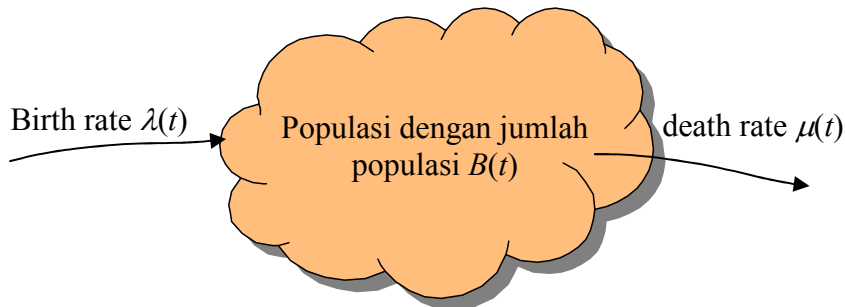 Birth rate λ(t)
Populasi dengan jumlah
populasi B(t)
death rate μ(t)